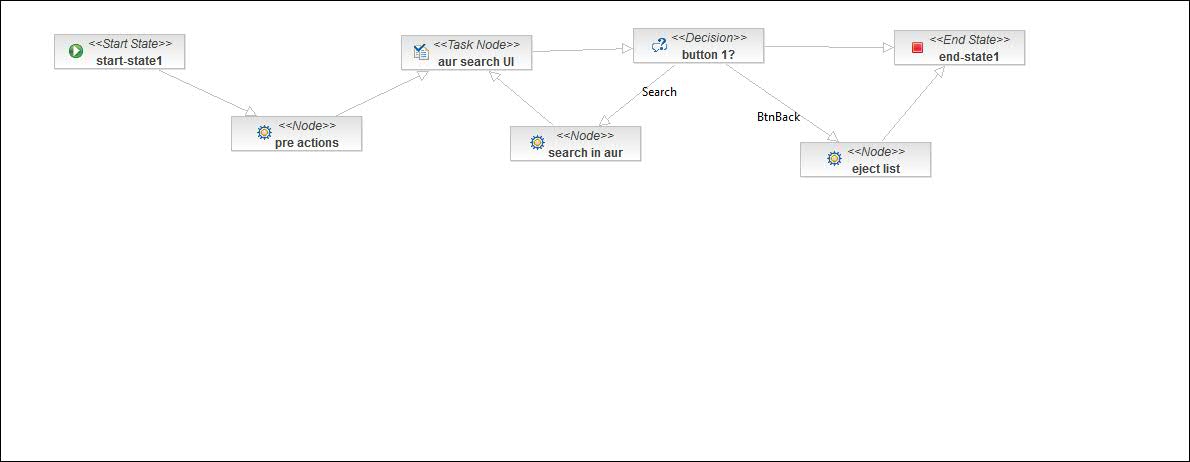 <<Start State>>
start-state1
<<Task Node>>
aur search UI
<<Decision>>
button 1?
<<End State>>
end-state1
Search
BtnBack
<<Node>>
pre actions
<<Node>>
search in aur
<<Node>>
eject list